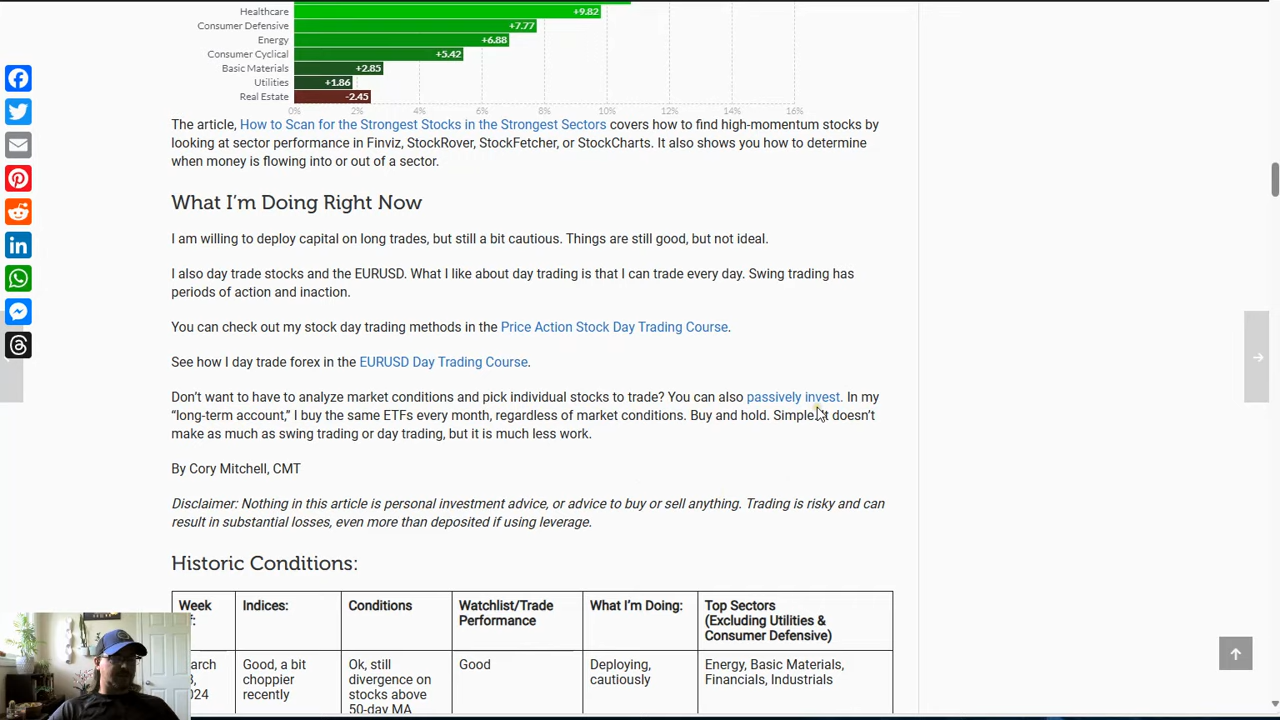 Healthcare +9.82
Consumer Defensive +7.77
Energy +6.88
Consumer Cyclical +5.42
Basic Materials +2.85
Utilities +1.86
Real Estate -2.45
0% 2% 4% 6% 8% 10% 12% 14% 16%
The article, How to Scan for the Strongest Stocks in the Strongest Sectors covers how to find high-momentum stocks by
looking at sector performance in Finviz, StockRover, StockFetcher, or StockCharts. It also shows you how to determine
when money is flowing into or out of a sector.
What I'm Doing Right Now
I am willing to deploy capital on long trades, but still a bit cautious. Things are still good, but not ideal.
I also day trade stocks and the EURUSD. What I like about day trading is that I can trade every day. Swing trading has
periods of action and inaction.
You can check out my stock day trading methods in the Price Action Stock Day Trading Course.
See how I day trade forex in the EURUSD Day Trading Course.
Don't want to have to analyze market conditions and pick individual stocks to trade? You can also passively invest. In my
“long-term account,” I buy the same ETFs every month, regardless of market conditions. Buy and hold. Simple. It doesn't
make as much as swing trading or day trading, but it is much less work.
By Cory Mitchell, CMT
Disclaimer: Nothing in this article is personal investment advice, or advice to buy or sell anything. Trading is risky and can
result in substantial losses, even more than deposited if using leverage.
Historic Conditions:
Week Indices: Conditions Watchlist/Trade What I'm Doing: Top Sectors
Performance (Excluding Utilities &
Consumer Defensive)
Good, a bit Ok, still Good Deploying, Energy, Basic Materials,
choppier divergence on cautiously Financials, Industrials
recently stocks above
50-day MA